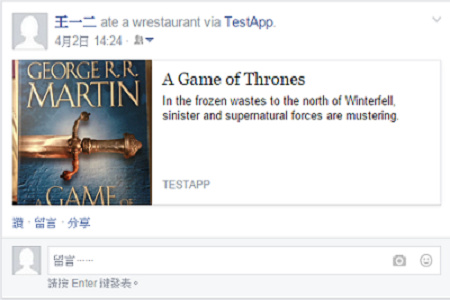 王一二 ate a wrestaurant via TestApp.
4月2日 14:24 ·
GEORGE R.R.
MARTIN
A GAME OF
A Game of Thrones
In the frozen wastes to the north of Winterfell,
sinister and supernatural forces are mustering.
TESTAPP
讚 · 留言 · 分享
留言……
請按 Enter 鍵發表。